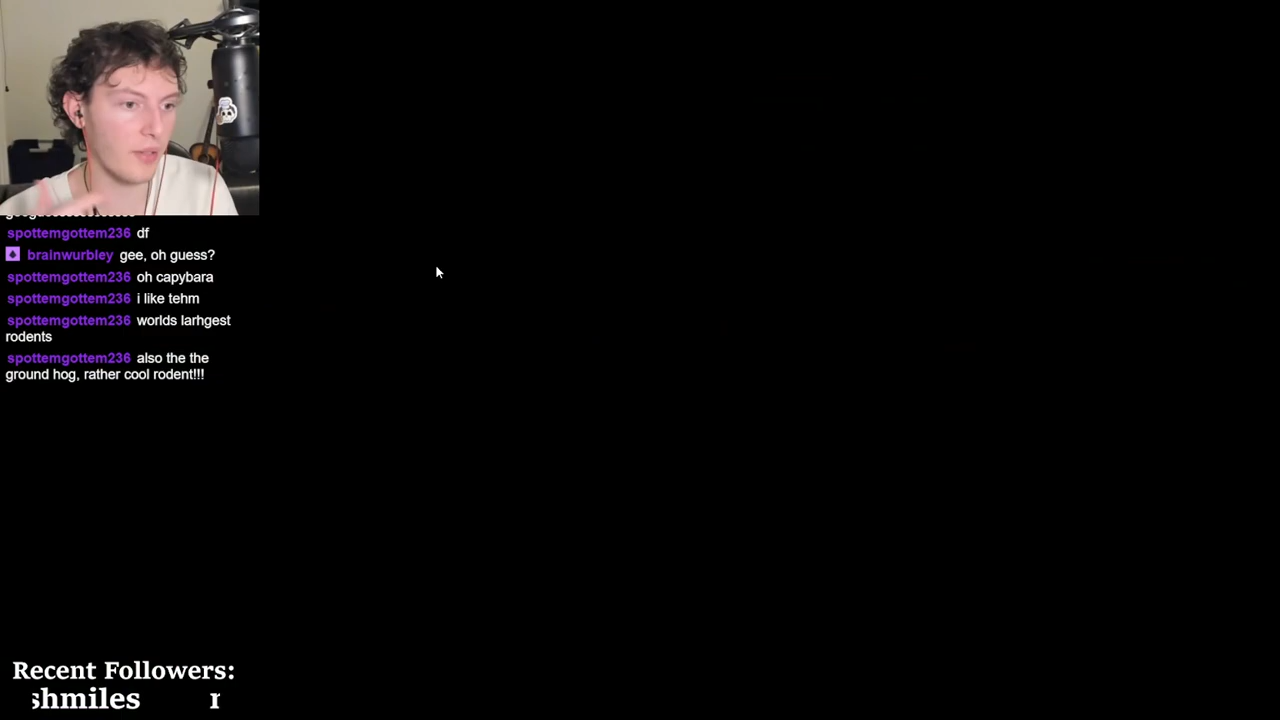 spottemgottem236 df
brainwurbley gee, oh guess?
spottemgottem236 oh capybara
spottemgottem236 i like tehm
spottemgottem236 worlds larhgest
rodents
spottemgottem236 also the the
ground hog, rather cool rodent!!!
Recent Followers:
shmiles